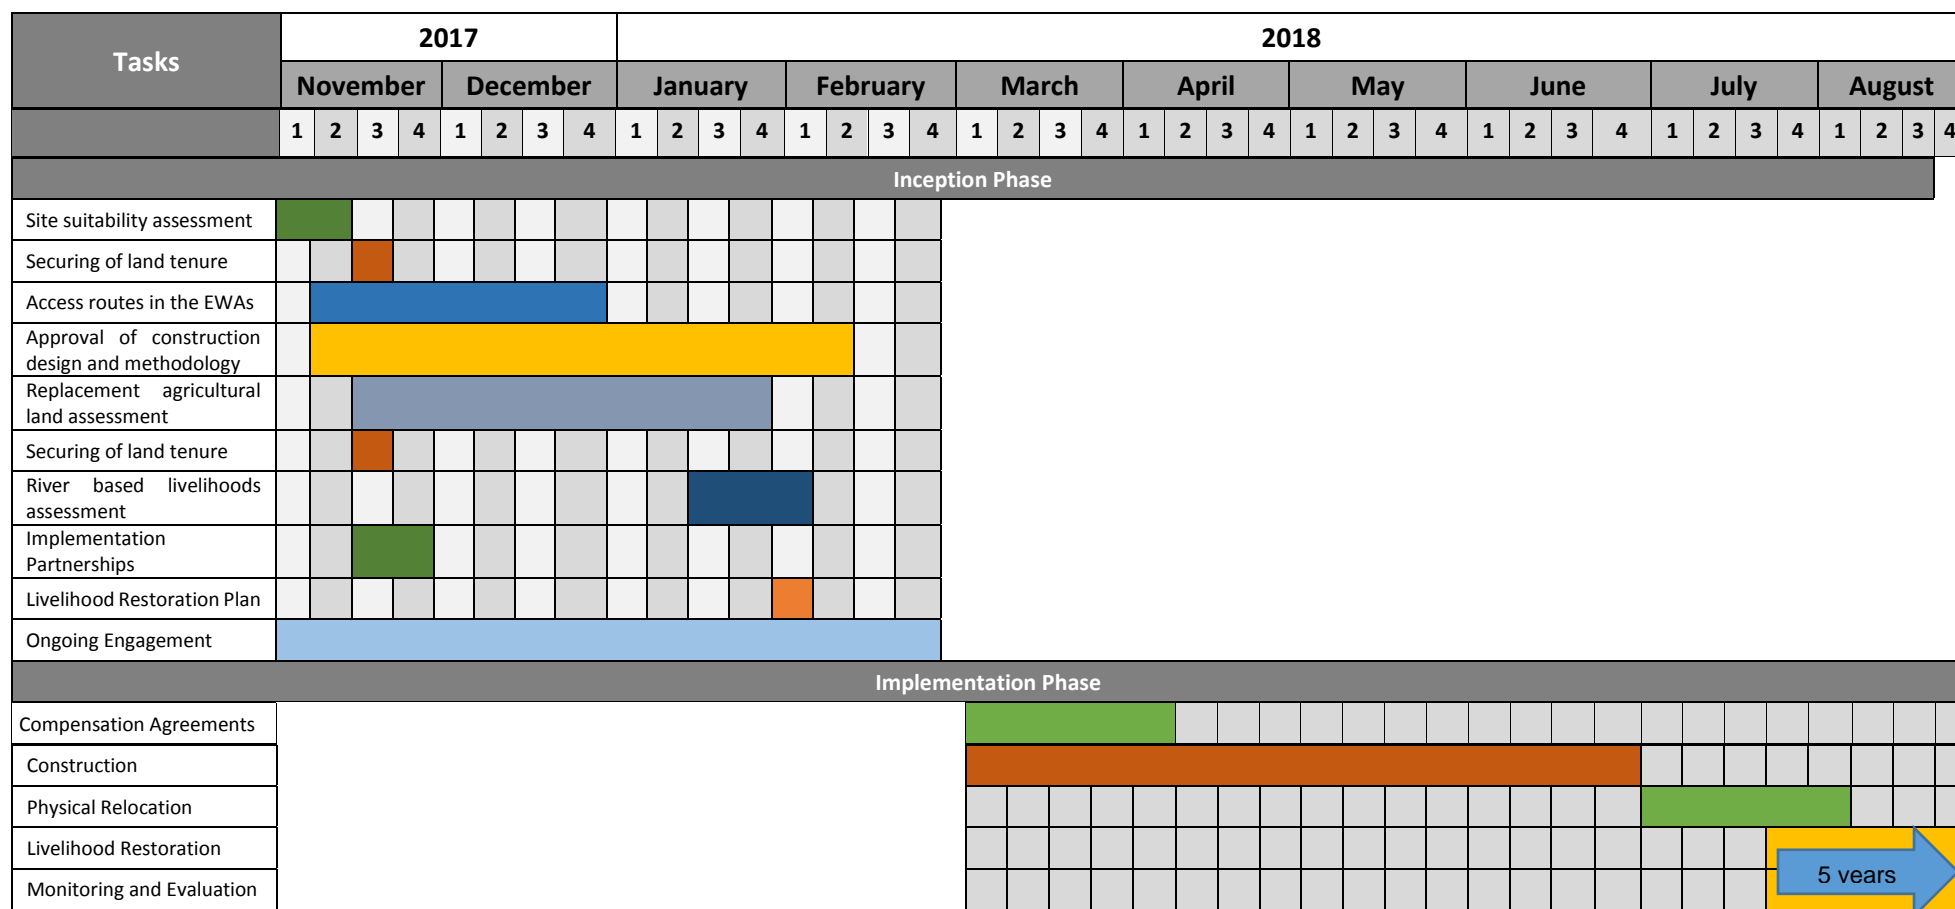 Tasks
2017 2018
November December January February March April May June July August
1 2 3 4 1 2 3 4 1 2 3 4 1 2 3 4 1 2 3 4 1 2 3 4 1 2 3 4 1 2 3 4 1 2 3 4 1 2 3 4
Inception Phase
Site suitability assessment
Securing of land tenure
Access routes in the EWAs
Approval of construction
design and methodology
Replacement agricultural
land assessment
Securing of land tenure
River based livelihoods
assessment
Implementation
Partnerships
Livelihood Restoration Plan
Ongoing Engagement
Implementation Phase
Compensation Agreements
Construction
Physical Relocation
Livelihood Restoration
Monitoring and Evaluation
5 years